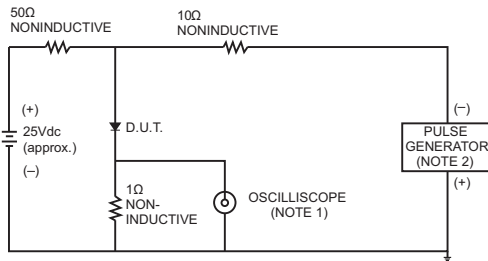 50Ω
NONINDUCTIVE
10Ω
NONINDUCTIVE
(+)
25Vdc
(approx.)
(–)
D.U.T.
1Ω
NON-
INDUCTIVE
OSCILLISCOPE
(NOTE 1)
(–)
PULSE
GENERATOR
(NOTE 2)
(+)